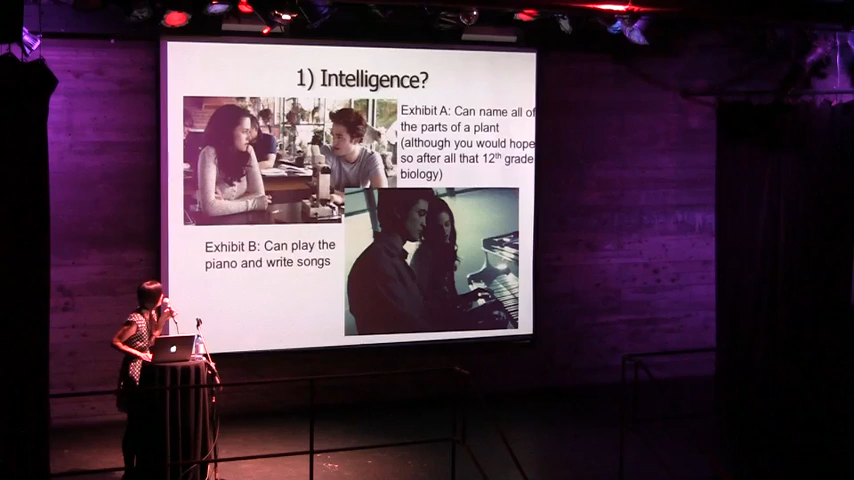 1) Intelligence?
Exhibit A: Can name all of
the parts of a plant
(although you would hope
so after all that 12th grade
biology)
Exhibit B: Can play the
piano and write songs